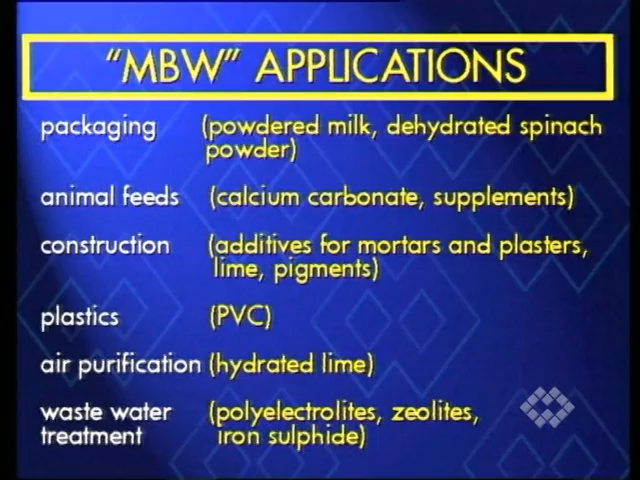 "MBW" APPLICATIONS
packaging (powdered milk, dehydrated spinach
powder)
animal feeds (calcium carbonate, supplements)
construction (additives for mortars and plasters,
lime, pigments)
plastics (PVC)
air purification (hydrated lime)
waste water (polyelectrolites, zeolites,
treatment iron sulphide)